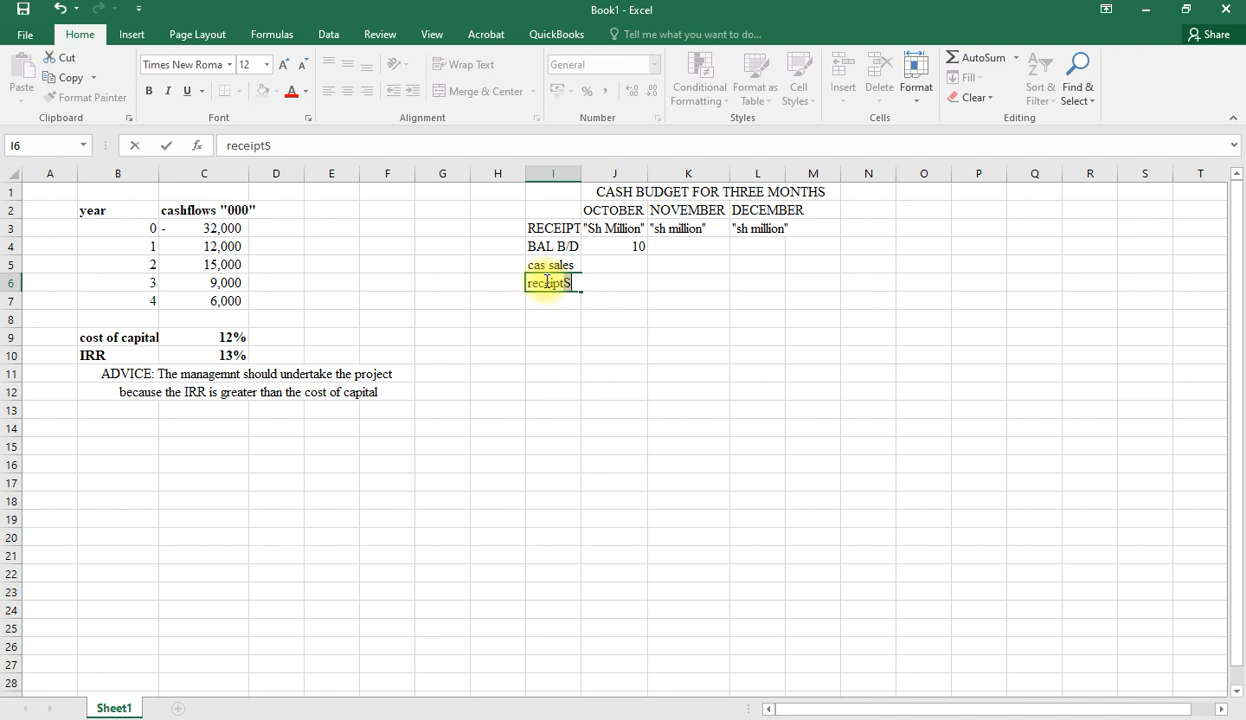 Book1 - Excel
File Home Insert Page Layout Formulas Data Review View Acrobat QuickBooks Tell me what you want to do... Share
Paste Cut Copy Format Painter Clipboard
Times New Roma 12 B I U A Font
Wrap Text Merge & Center Alignment
General % , Number
Conditional Formatting Format as Table Cell Styles Styles
Insert Delete Format Cells
AutoSum Fill Clear Sort & Filter Find & Select Editing
I6 fx receiptS
A B C D E F G H I J K L M N O P Q R S T
1 CASH BUDGET FOR THREE MONTHS
2 year cashflows "000" OCTOBER NOVEMBER DECEMBER
3 0 - 32,000 RECEIPT "Sh Million" "sh million" "sh million"
4 1 12,000 BAL B/D 10
5 2 15,000 cas sales
6 3 9,000 receiptS
7 4 6,000
8
9 cost of capital 12%
10 IRR 13%
11 ADVICE: The managemnt should undertake the project
12 because the IRR is greater than the cost of capital
13
14
15
16
17
18
19
20
21
22
23
24
25
26
27
28
Sheet1